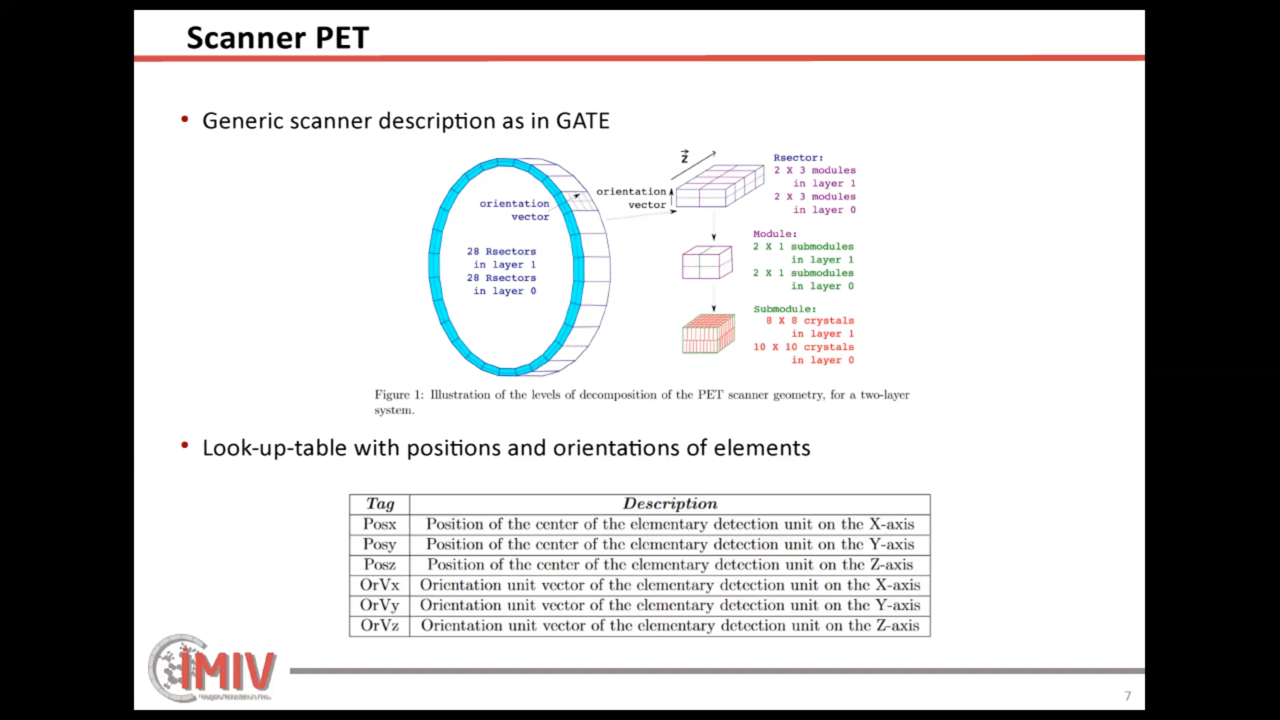 Scanner PET
• Generic scanner description as in GATE
orientation
vector
28 Rsectors
in layer 1
28 Rsectors
in layer 0
z
orientation
vector
Rsector:
2 X 3 modules
in layer 1
2 X 3 modules
in layer 0
Module:
2 X 1 submodules
in layer 1
2 X 1 submodules
in layer 0
Submodule:
8 X 8 crystals
in layer 1
10 X 10 crystals
in layer 0
Figure 1: Illustration of the levels of decomposition of the PET scanner geometry, for a two-layer
system.
• Look-up-table with positions and orientations of elements
Tag Description
Posx Position of the center of the elementary detection unit on the X-axis
Posy Position of the center of the elementary detection unit on the Y-axis
Posz Position of the center of the elementary detection unit on the Z-axis
OrVx Orientation unit vector of the elementary detection unit on the X-axis
OrVy Orientation unit vector of the elementary detection unit on the Y-axis
OrVz Orientation unit vector of the elementary detection unit on the Z-axis
IMIV
7